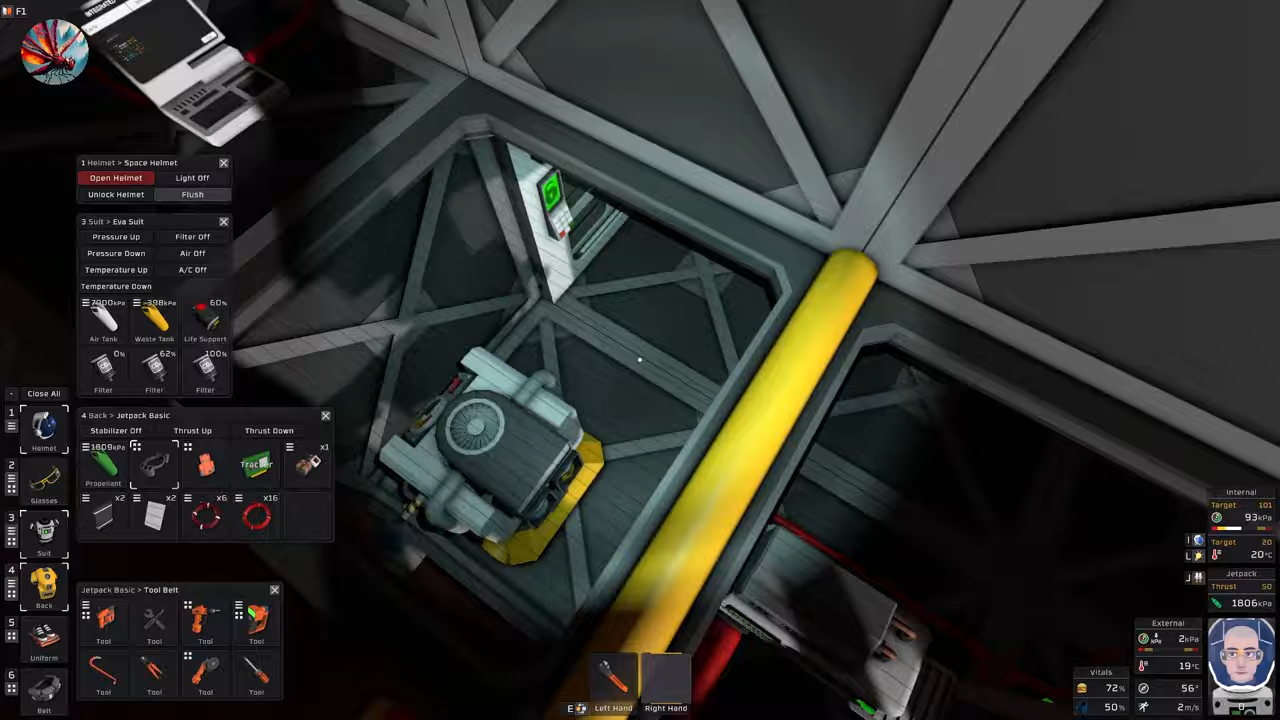 F1
INTEGRATED
1 Helmet > Space Helmet
Open Helmet
Light Off
Unlock Helmet
Flush
3 Suit > Eva Suit
Pressure Up
Filter Off
Pressure Down
Air Off
Temperature Up
A/C Off
Temperature Down
60%
Air Tank
Waste Tank
Life Support
0%
62%
100%
Filter
Filter
Filter
6
Close All
4 Back > Jetpack Basic
Stabilizer Off
Thrust Up
Thrust Down
1809kPa
x1
Tracker
Propellant
x2
x2
x6
x16
1
Helmet
2
Glasses
3
Suit
4
Back
5
Uniform
6
Belt
Jetpack Basic > Tool Belt
Tool
Tool
Tool
Tool
Tool
Tool
Tool
Tool
E
Left Hand
Right Hand
Internal
Target 101
93kPa
Target 20
20°C
I
L
J
Jetpack
Thrust 50
1806kPa
External
kPa
2kPa
19°C
Vitals
72%
56°
50%
2m/s
0